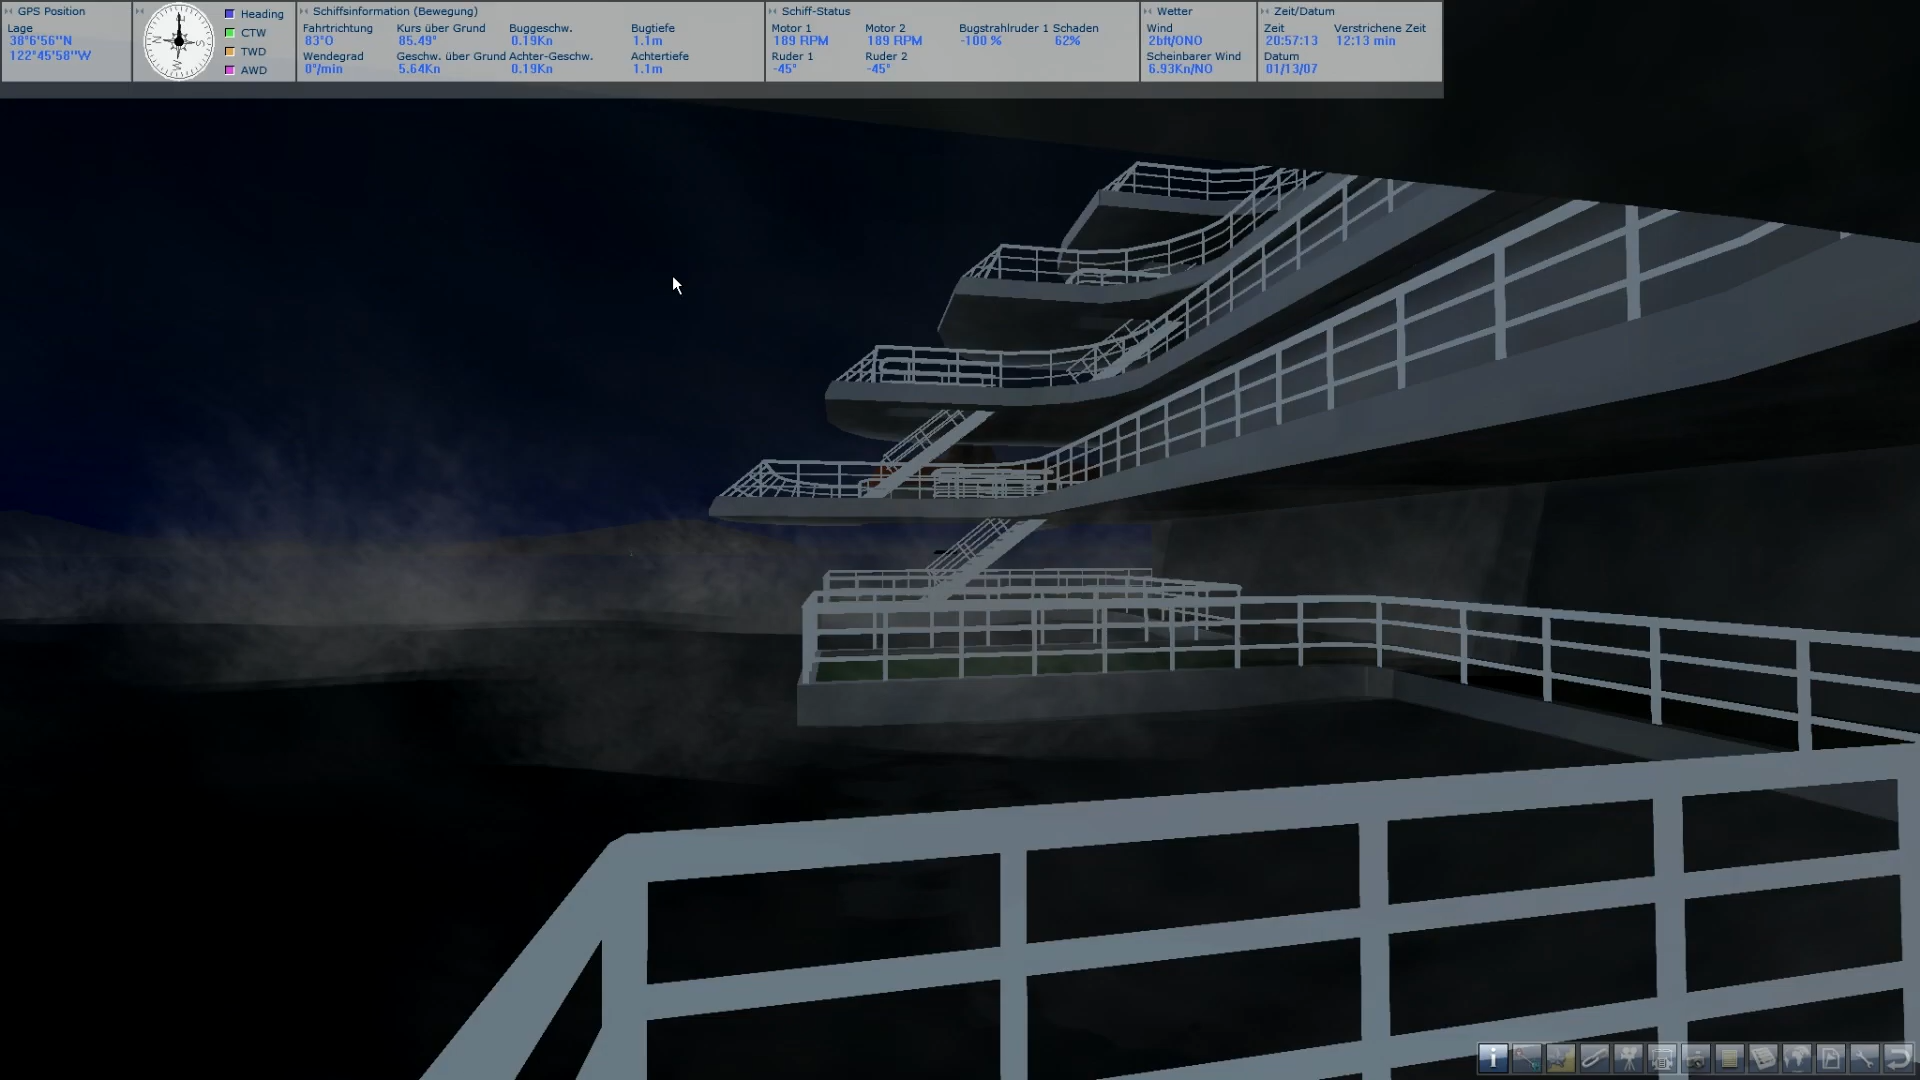 GPS Position
Lage
38°6'56''N
122°45'58''W
Heading
CTW
TWD
AWD
Schiffsinformation (Bewegung)
Fahrtrichtung Kurs über Grund Buggeschw. Bugtiefe
83°O 85.49° 0.19Kn 1.1m
Wendegrad Geschw. über Grund Achter-Geschw. Achtertiefe
0°/min 5.64Kn 0.19Kn 1.1m
Schiff-Status
Motor 1 Motor 2 Bugstrahlruder 1 Schaden
189 RPM 189 RPM -100 % 62%
Ruder 1 Ruder 2
-45° -45°
Wetter
Wind
2bft/ONO
Scheinbarer Wind
6.93Kn/NO
Zeit/Datum
Zeit Verstrichene Zeit
20:57:13 12:13 min
Datum
01/13/07